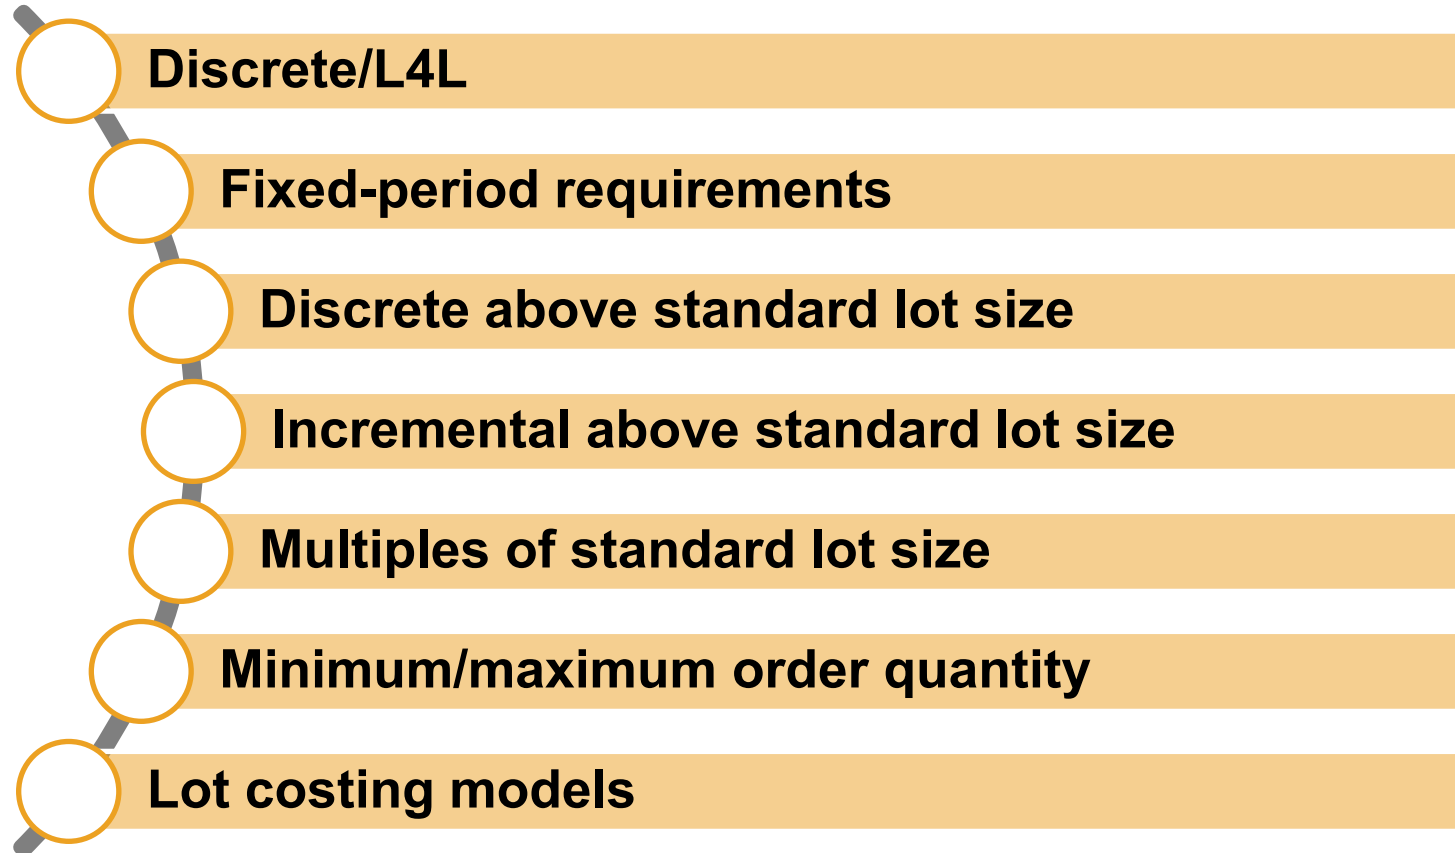 Discrete/L4L
Fixed-period requirements
Discrete above standard lot size
Incremental above standard lot size
Multiples of standard lot size
Minimum/maximum order quantity
Lot costing models